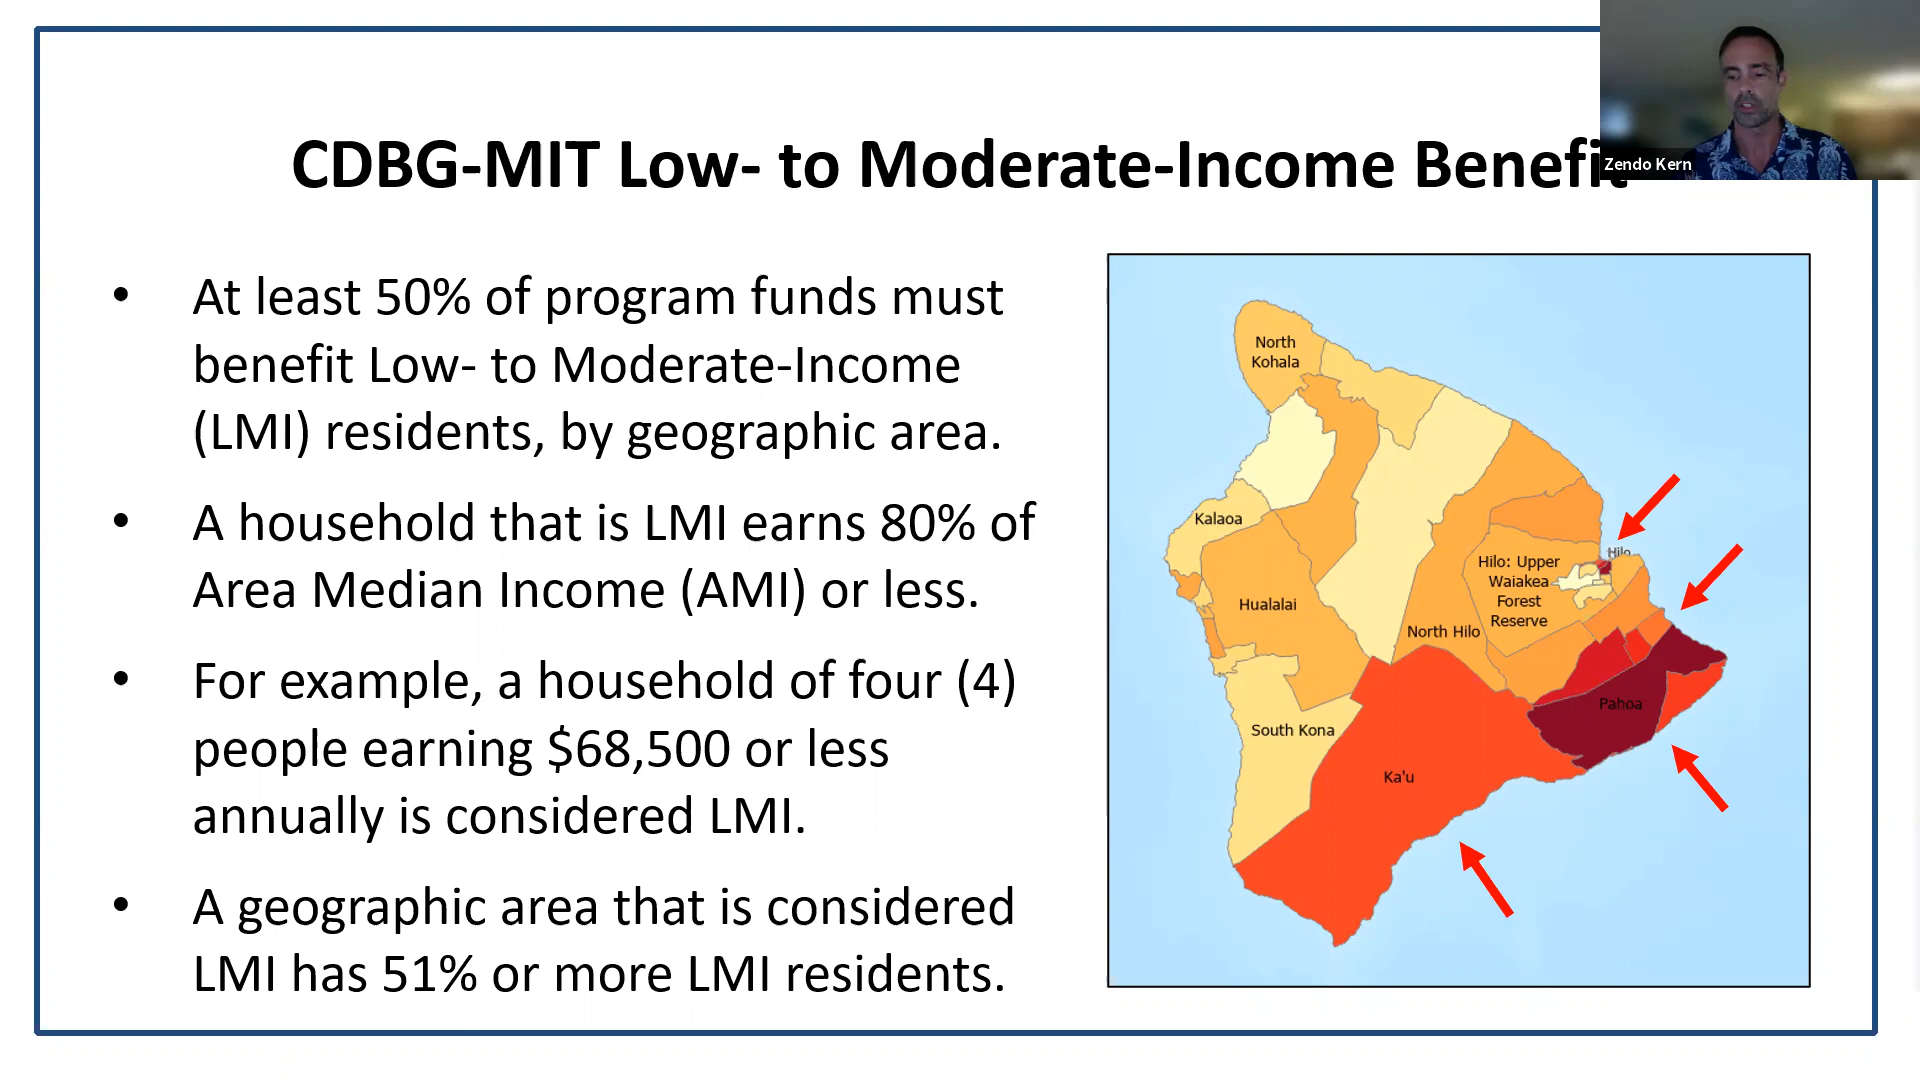 CDBG-MIT Low- to Moderate-Income Benefit
Zendo Kern
• At least 50% of program funds must
benefit Low- to Moderate-Income
(LMI) residents, by geographic area.
• A household that is LMI earns 80% of
Area Median Income (AMI) or less.
• For example, a household of four (4)
people earning $68,500 or less
annually is considered LMI.
• A geographic area that is considered
LMI has 51% or more LMI residents.
North
Kohala
Kalaoa
Hilo
Hilo: Upper
Waiakea
Forest
Reserve
Hualalai
North Hilo
Pahoa
South Kona
Ka'u